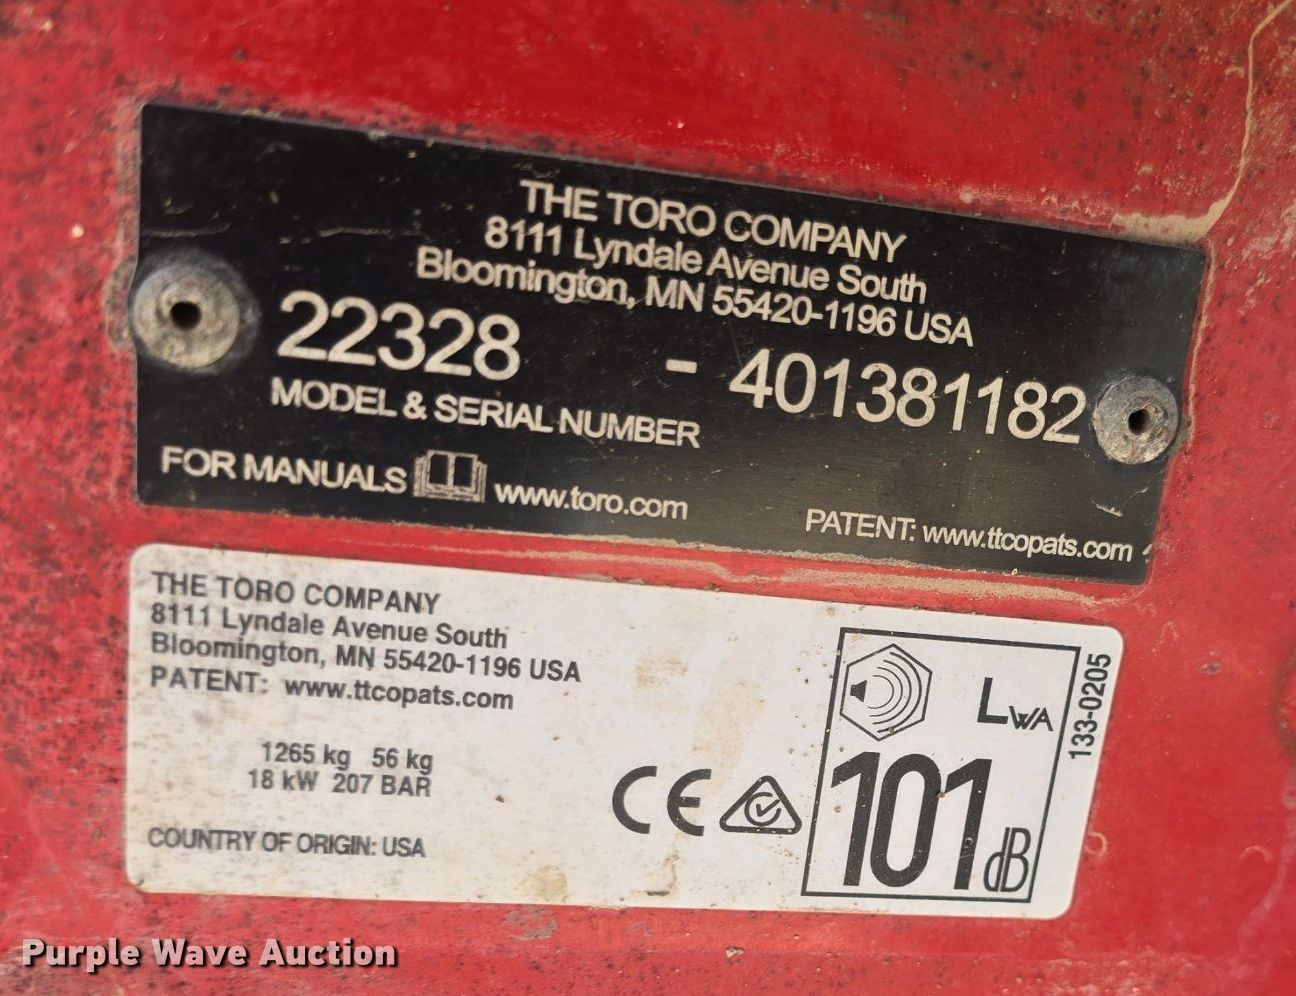 THE TORO COMPANY
8111 Lyndale Avenue South
Bloomington, MN 55420-1196 USA
22328 - 401381182
MODEL & SERIAL NUMBER
FOR MANUALS www.toro.com
PATENT: www.ttcopats.com
THE TORO COMPANY
8111 Lyndale Avenue South
Bloomington, MN 55420-1196 USA
PATENT: www.ttcopats.com
1265 kg 56 kg
18 kW 207 BAR
COUNTRY OF ORIGIN: USA
CE
LWA
101 dB
133-0205
Purple Wave Auction